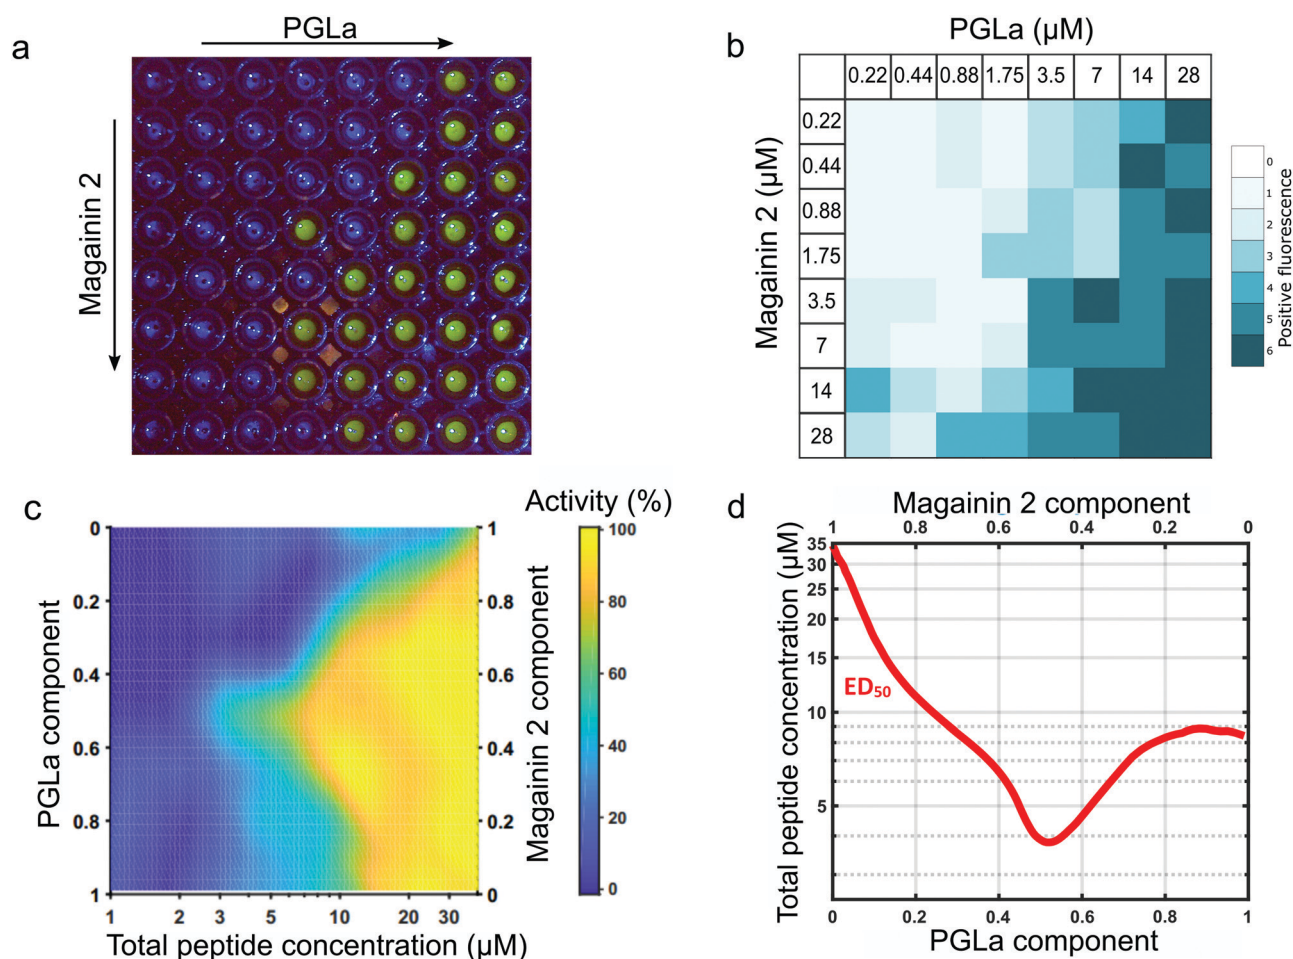 a
PGLa
Magainin 2
b
PGLa (µM)
0.22 0.44 0.88 1.75 3.5 7 14 28
Magainin 2 (µM)
0.22
0.44
0.88
1.75
3.5
7
14
28
0
1
2
3
4
5
6
Positive fluorescence
c
Activity (%)
PGLa component
0
0.2
0.4
0.6
0.8
1
1
0.8
0.6
0.4
0.2
0
Magainin 2 component
100
80
60
40
20
0
1 2 3 5 10 20 30
Total peptide concentration (µM)
d
Magainin 2 component
1 0.8 0.6 0.4 0.2 0
Total peptide concentration (µM)
35
30
25
20
15
10
5
ED50
0 0.2 0.4 0.6 0.8 1
PGLa component